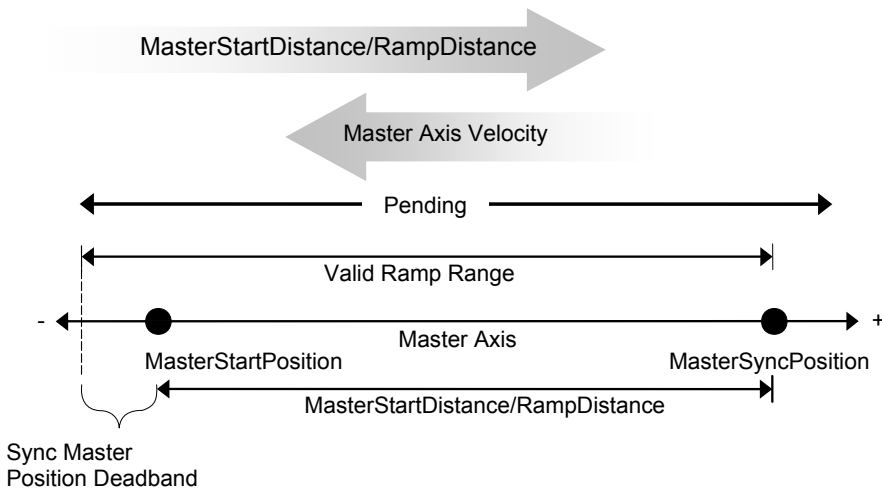 MasterStartDistance/RampDistance
Master Axis Velocity
Pending
Valid Ramp Range
-
+
Master Axis
MasterStartPosition
MasterSyncPosition
MasterStartDistance/RampDistance
Sync Master
Position Deadband